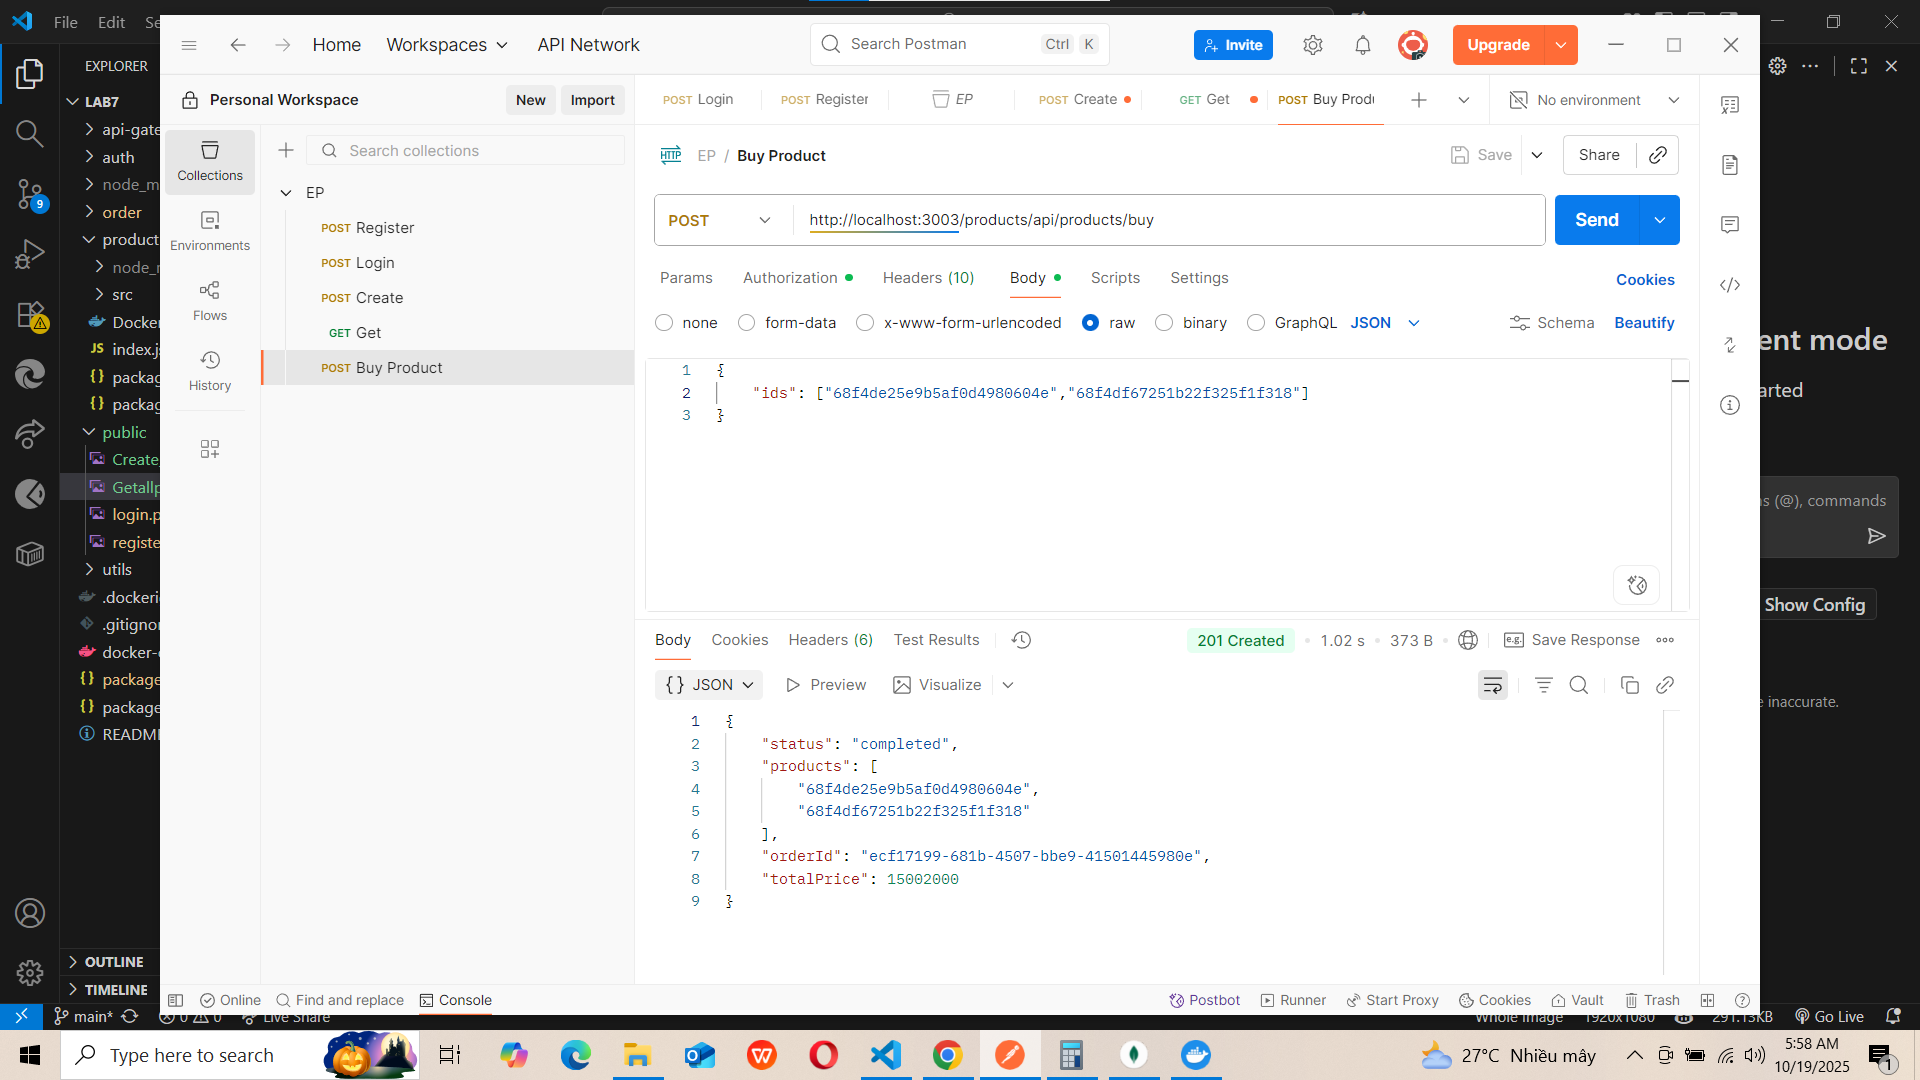 File Edit Se
Home Workspaces API Network Search Postman Ctrl K Invite Upgrade
EXPLORER
LAB7
api-gate
auth
node_m
order
product
node_r
src
Docker
index.js
packag
packag
public
Create_
Getallp
login.p
registe
utils
.dockeri
.gitignor
docker-c
package
package
README
OUTLINE
TIMELINE
9
Personal Workspace New Import
Collections
Environments
Flows
History
Search collections
EP
POST Register
POST Login
POST Create
GET Get
POST Buy Product
POST Login POST Register EP POST Create GET Get POST Buy Prod No environment
HTTP EP / Buy Product Save Share
POST http://localhost:3003/products/api/products/buy Send
Params Authorization Headers (10) Body Scripts Settings Cookies
none form-data x-www-form-urlencoded raw binary GraphQL JSON Schema Beautify
1 {
2 "ids": ["68f4de25e9b5af0d4980604e","68f4df67251b22f325f1f318"]
3 }
Body Cookies Headers (6) Test Results 201 Created • 1.02 s • 373 B e.g. Save Response
{} JSON Preview Visualize
1 {
2 "status": "completed",
3 "products": [
4 "68f4de25e9b5af0d4980604e",
5 "68f4df67251b22f325f1f318"
6 ],
7 "orderId": "ecf17199-681b-4507-bbe9-41501445980e",
8 "totalPrice": 15002000
9 }
ent mode
arted
s (@), commands
Show Config
e inaccurate.
Online Find and replace Console Postbot Runner Start Proxy Cookies Vault Trash
main* 0 0 Live Share Whole Image 1920x1080 291.13KB Go Live
Type here to search 27°C Nhiều mây 5:58 AM
10/19/2025
1